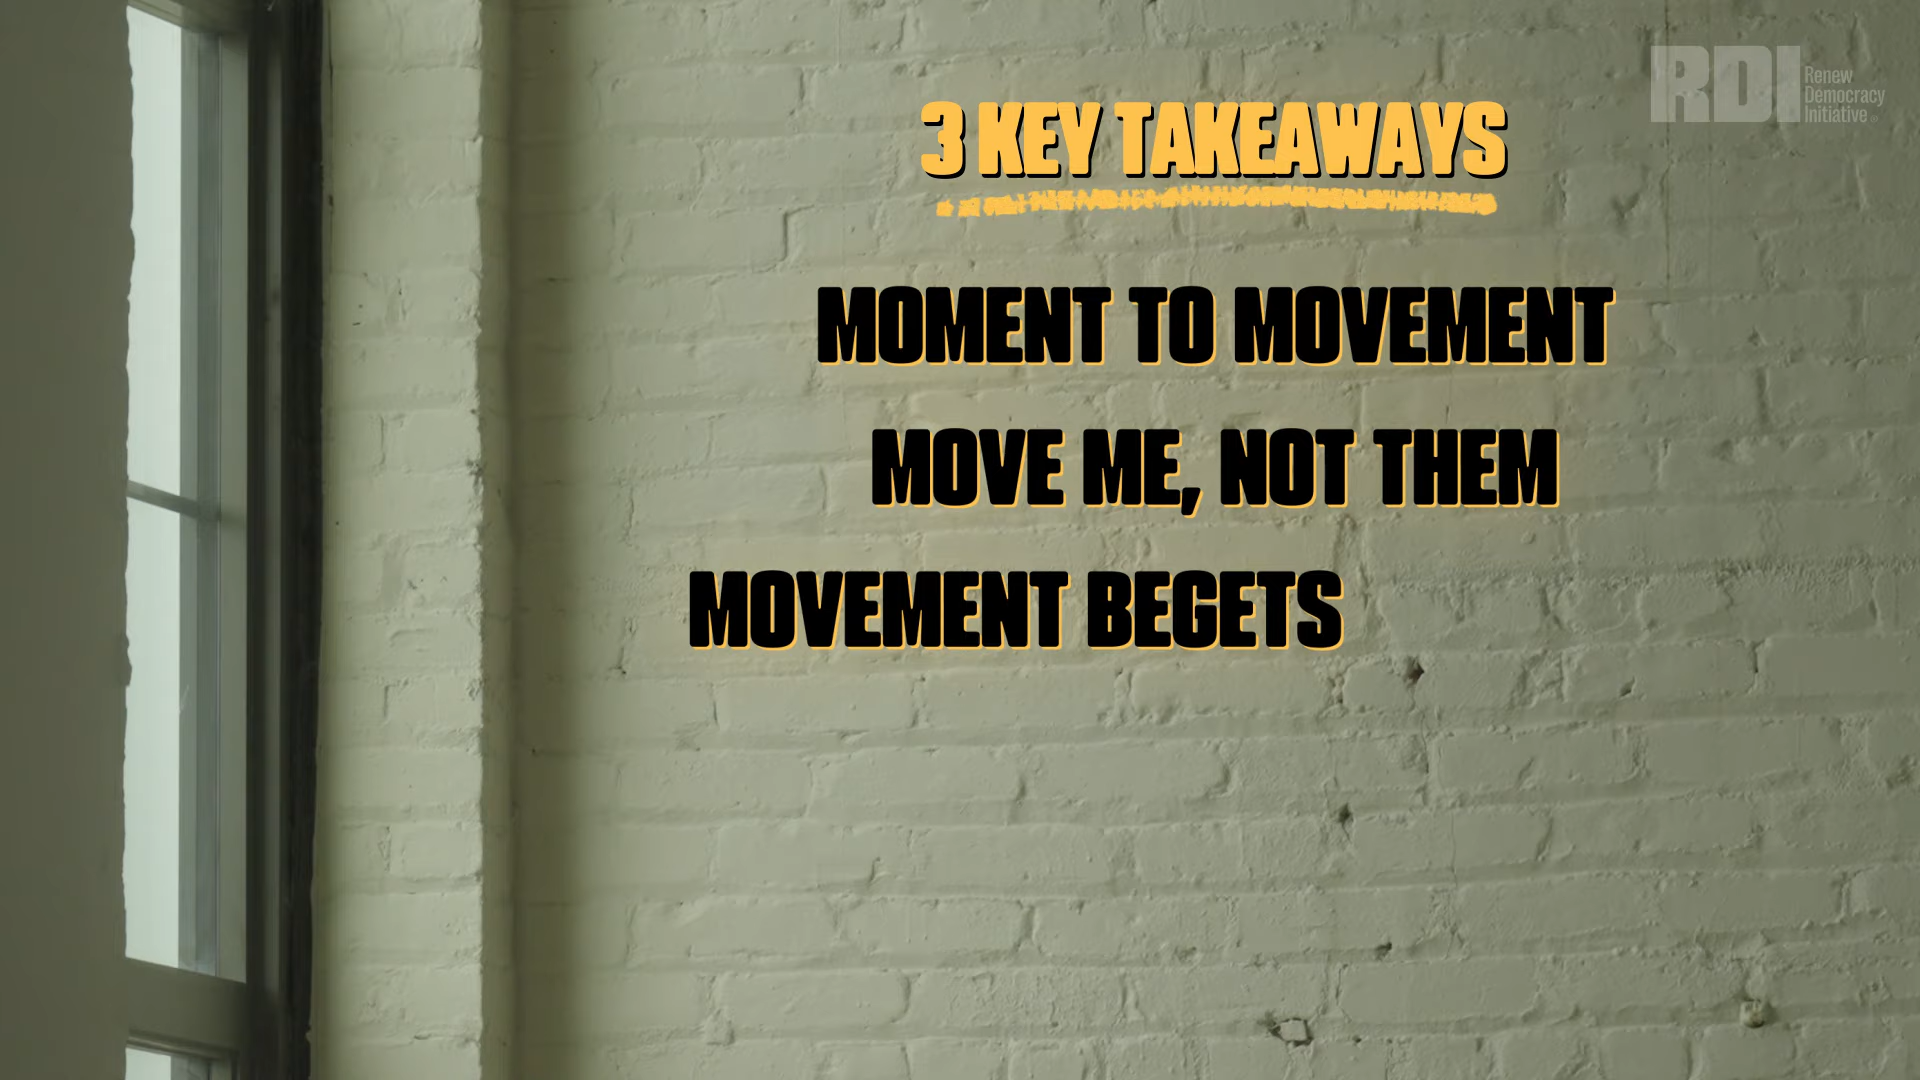 RDI
Renew
Democracy
Initiative
3 KEY TAKEAWAYS
MOMENT TO MOVEMENT
MOVE ME, NOT THEM
MOVEMENT BEGETS